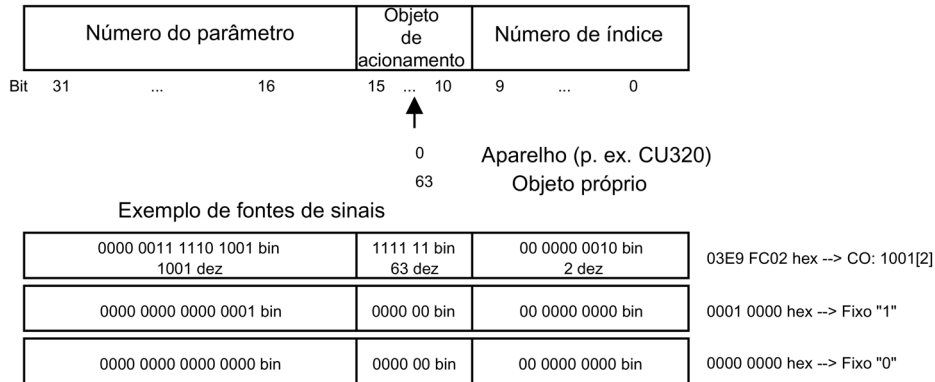 Número do parâmetro
Objeto
de
acionamento
Número de índice
Bit 31 ... 16 15 ... 10 9 ... 0
0 Aparelho (p. ex. CU320)
63 Objeto próprio
Exemplo de fontes de sinais
0000 0011 1110 1001 bin
1001 dez
1111 11 bin
63 dez
00 0000 0010 bin
2 dez
03E9 FC02 hex --> CO: 1001[2]
0000 0000 0000 0001 bin 0000 00 bin 00 0000 0000 bin 0001 0000 hex --> Fixo "1"
0000 0000 0000 0000 bin 0000 00 bin 00 0000 0000 bin 0000 0000 hex --> Fixo "0"